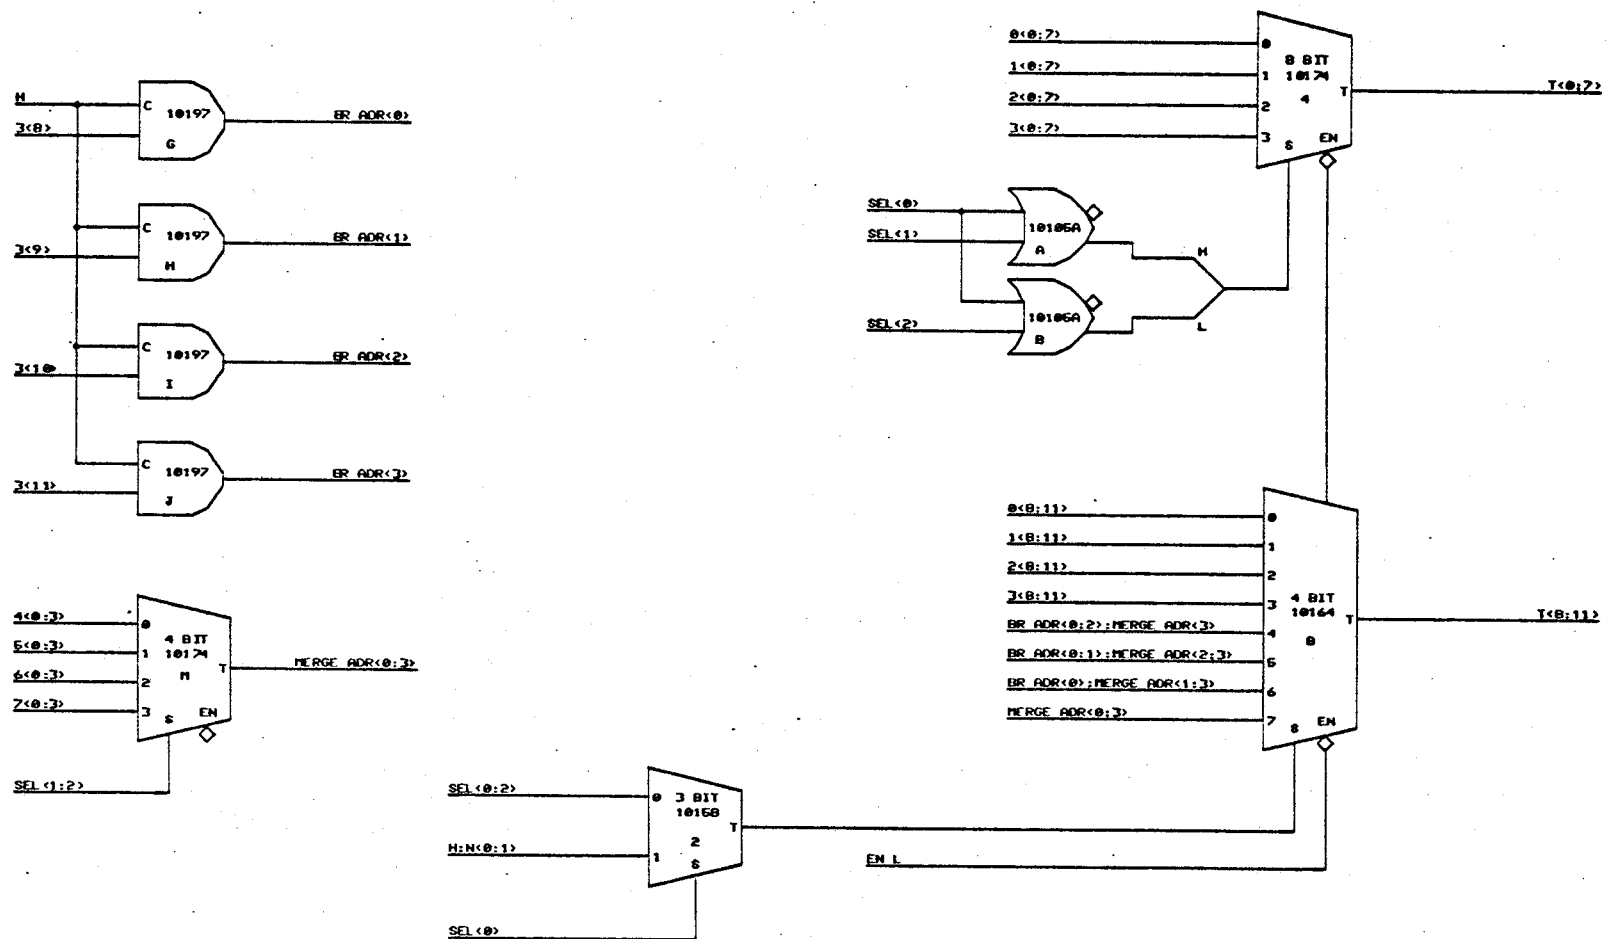 H
3<8>
C
10197
G
BR ADR<0>
3<9>
C
10197
H
BR ADR<1>
3<10>
C
10197
I
BR ADR<2>
3<11>
C
10197
J
BR ADR<3>
4<0:3>
5<0:3>
6<0:3>
7<0:3>
0
1
2
3
4 BIT
10174
M
T
S
EN
MERGE ADR<0:3>
SEL<1:2>
SEL<0:2>
H:N<0:1>
0
1
3 BIT
10158
2
S
T
SEL<0>
0<0:7>
1<0:7>
2<0:7>
3<0:7>
0
1
2
3
8 BIT
10174
4
T
S
EN
T<0:7>
SEL<0>
SEL<1>
10105A
A
SEL<2>
10105A
B
H
L
0<8:11>
1<8:11>
2<8:11>
3<8:11>
BR ADR<0:2>:MERGE ADR<3>
BR ADR<0:1>:MERGE ADR<2:3>
BR ADR<0>:MERGE ADR<1:3>
MERGE ADR<0:3>
0
1
2
3
4
5
6
7
4 BIT
10164
T
S
EN
T<8:11>
EN L